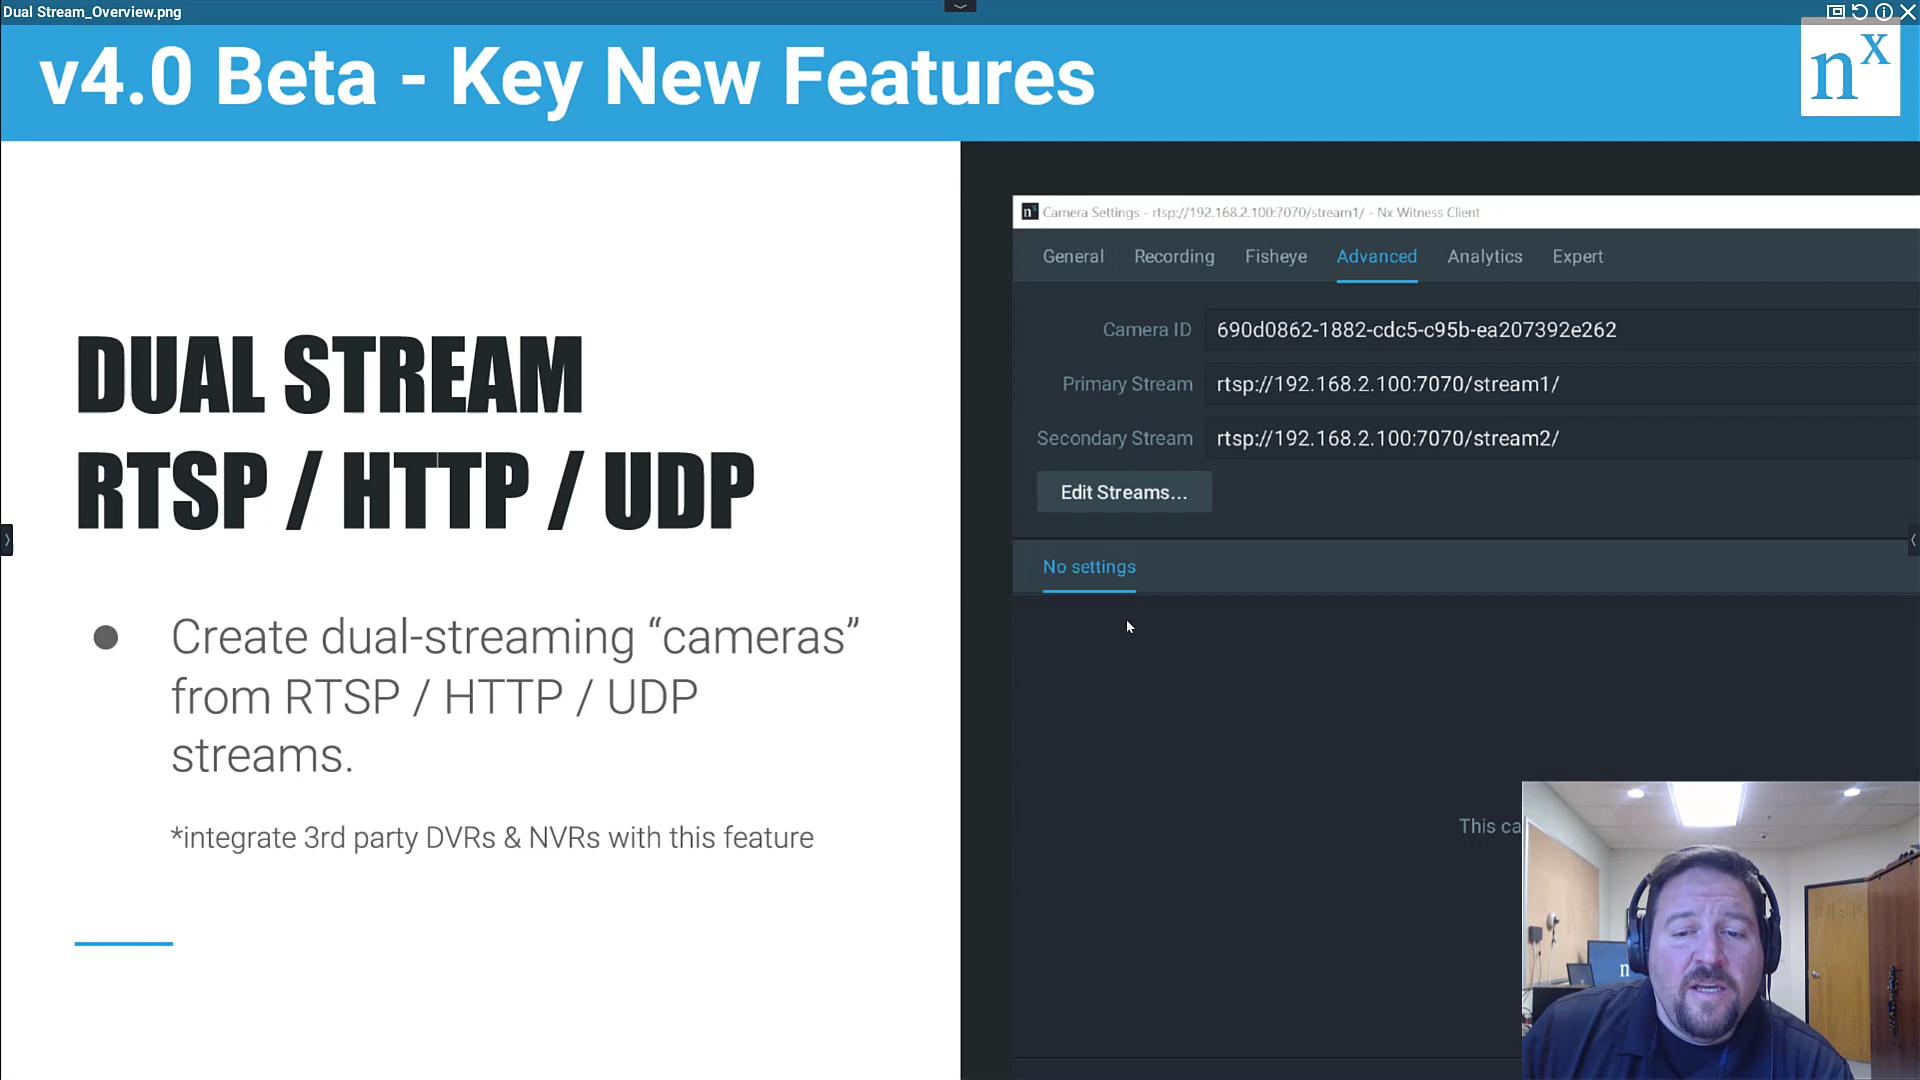 Dual Stream_Overview.png
v4.0 Beta - Key New Features
nx
DUAL STREAM
RTSP / HTTP / UDP
● Create dual-streaming “cameras”
from RTSP / HTTP / UDP
streams.
*integrate 3rd party DVRs & NVRs with this feature
Camera Settings - rtsp://192.168.2.100:7070/stream1/ - Nx Witness Client
General Recording Fisheye Advanced Analytics Expert
Camera ID 690d0862-1882-cdc5-c95b-ea207392e262
Primary Stream rtsp://192.168.2.100:7070/stream1/
Secondary Stream rtsp://192.168.2.100:7070/stream2/
Edit Streams...
No settings
This ca
n